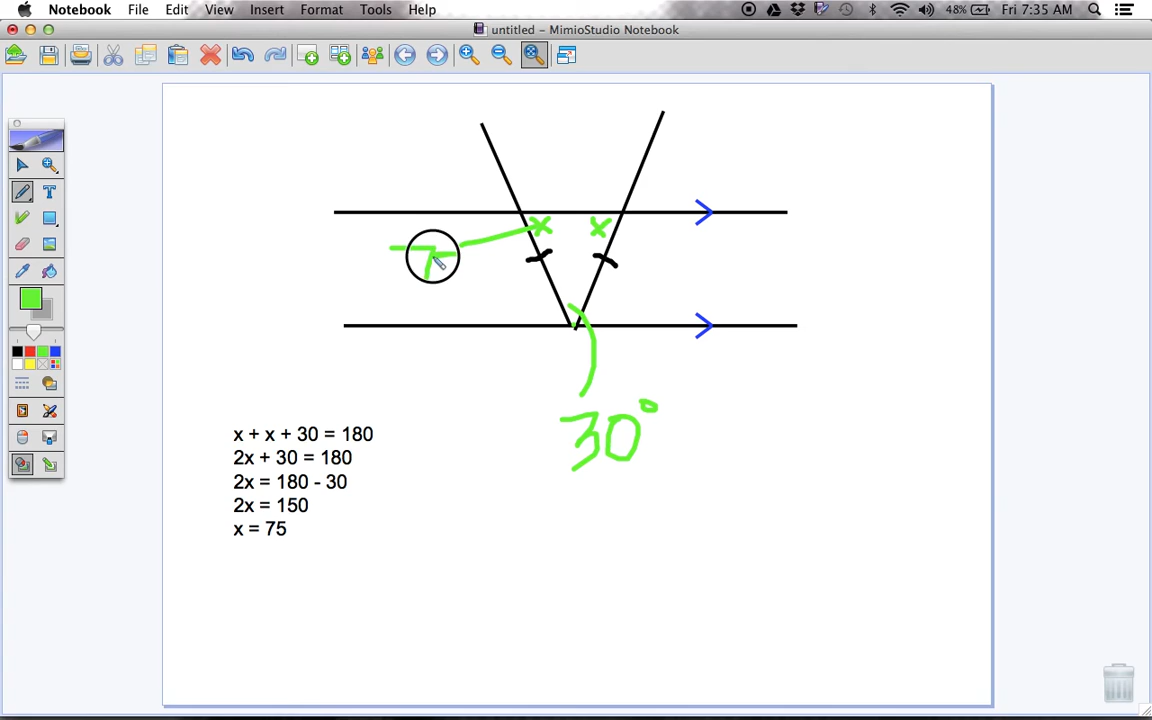 Notebook File Edit View Insert Format Tools Help 48% Fri 7:35 AM
untitled – MimioStudio Notebook
T
x x
7
30°
x + x + 30 = 180
2x + 30 = 180
2x = 180 - 30
2x = 150
x = 75